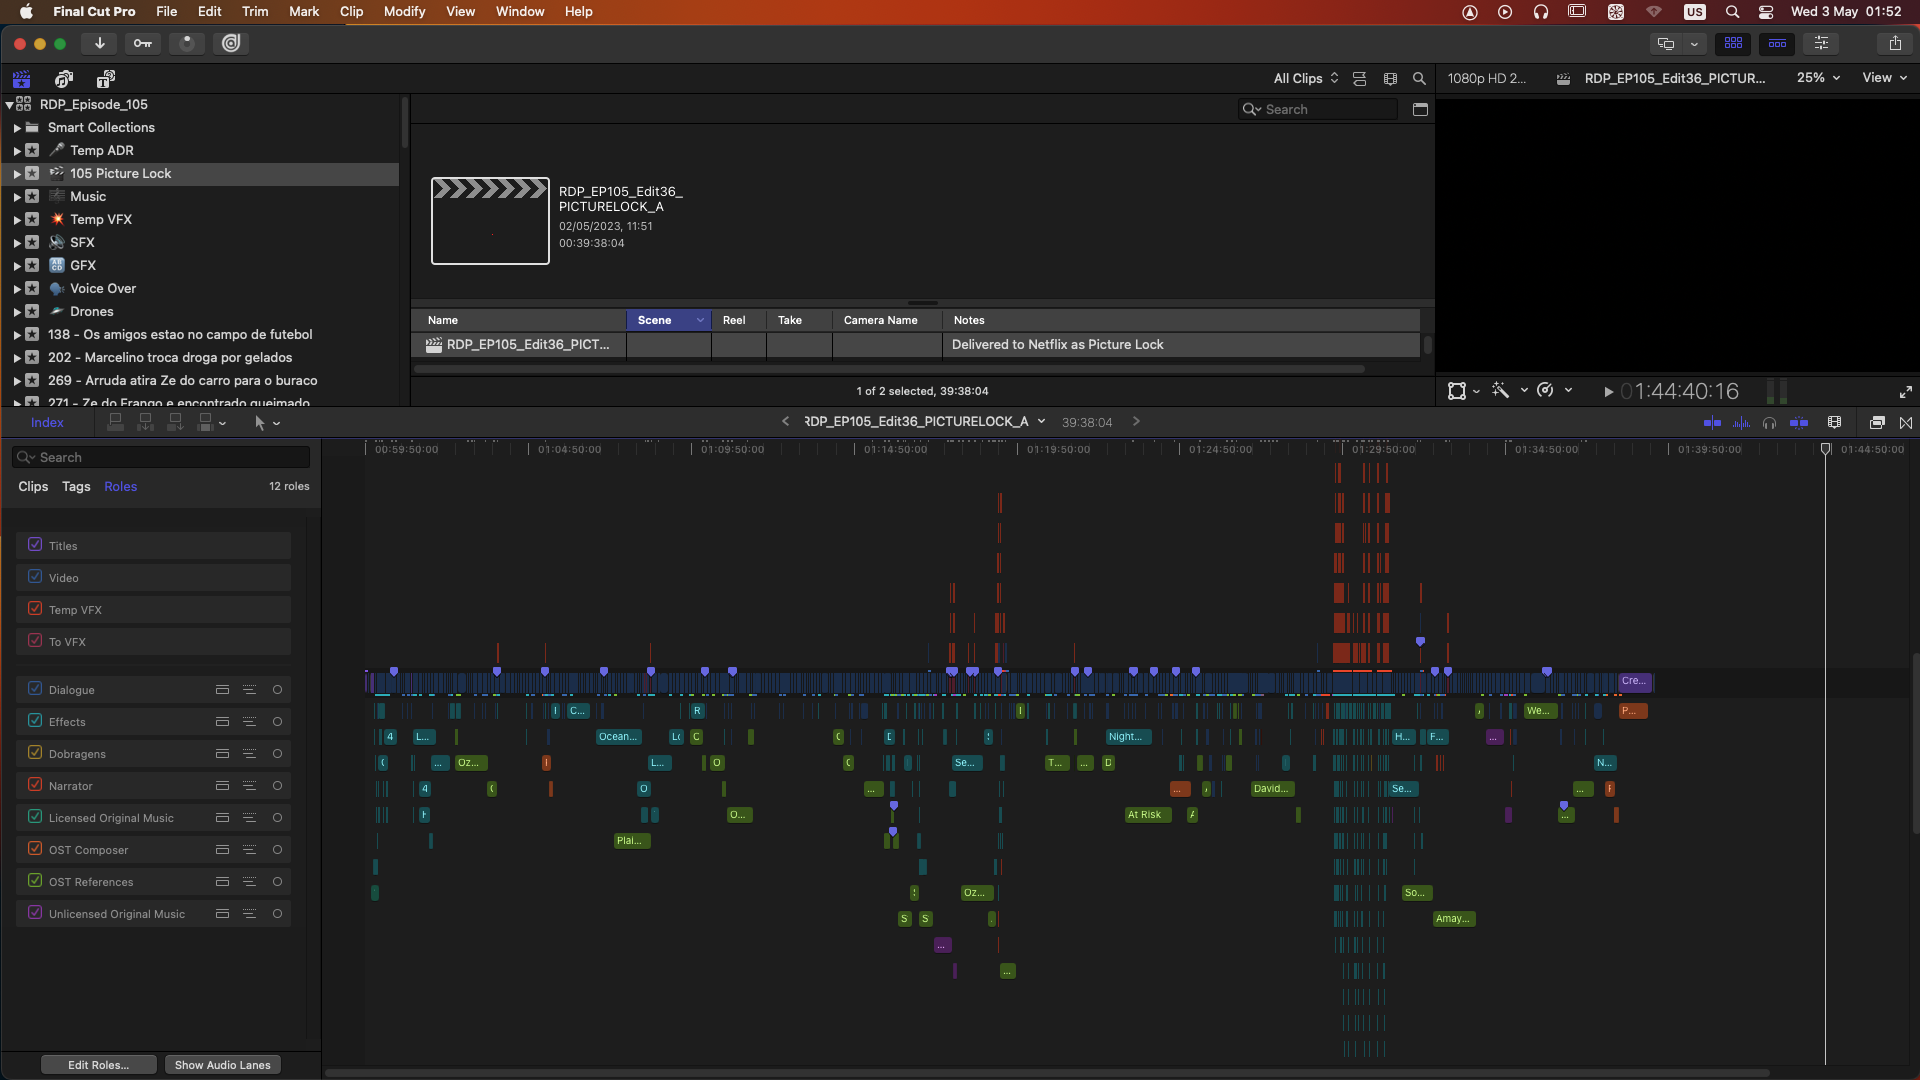 Final Cut Pro File Edit Trim Mark Clip Modify View Window Help
US
Wed 3 May 01:52
All Clips
1080p HD 2...
RDP_EP105_Edit36_PICTUR...
25%
View
RDP_Episode_105
Smart Collections
Temp ADR
105 Picture Lock
Music
Temp VFX
SFX
GFX
Voice Over
Drones
138 - Os amigos estao no campo de futebol
202 - Marcelino troca droga por gelados
269 - Arruda atira Ze do carro para o buraco
271 - Ze do Frango e encontrado queimado
Search
RDP_EP105_Edit36_
PICTURELOCK_A
02/05/2023, 11:51
00:39:38:04
Name Scene Reel Take Camera Name Notes
RDP_EP105_Edit36_PICT... Delivered to Netflix as Picture Lock
1 of 2 selected, 39:38:04
01:44:40:16
Index
RDP_EP105_Edit36_PICTURELOCK_A
39:38:04
Search
Clips Tags Roles 12 roles
Titles
Video
Temp VFX
To VFX
Dialogue
Effects
Dobragens
Narrator
Licensed Original Music
OST Composer
OST References
Unlicensed Original Music
Edit Roles...
Show Audio Lanes
00:59:50:00 01:04:50:00 01:09:50:00 01:14:50:00 01:19:50:00 01:24:50:00 01:29:50:00 01:34:50:00 01:39:50:00 01:44:50:00
Cre...
C... R We... P...
4 L... Ocean... Night... H... F... ...
... Oz... L... O Se... T... ... D N...
4 O ... ... David... Se... ...
O... At Risk ...
Plai...
Oz... So...
S S Amay...
...
...